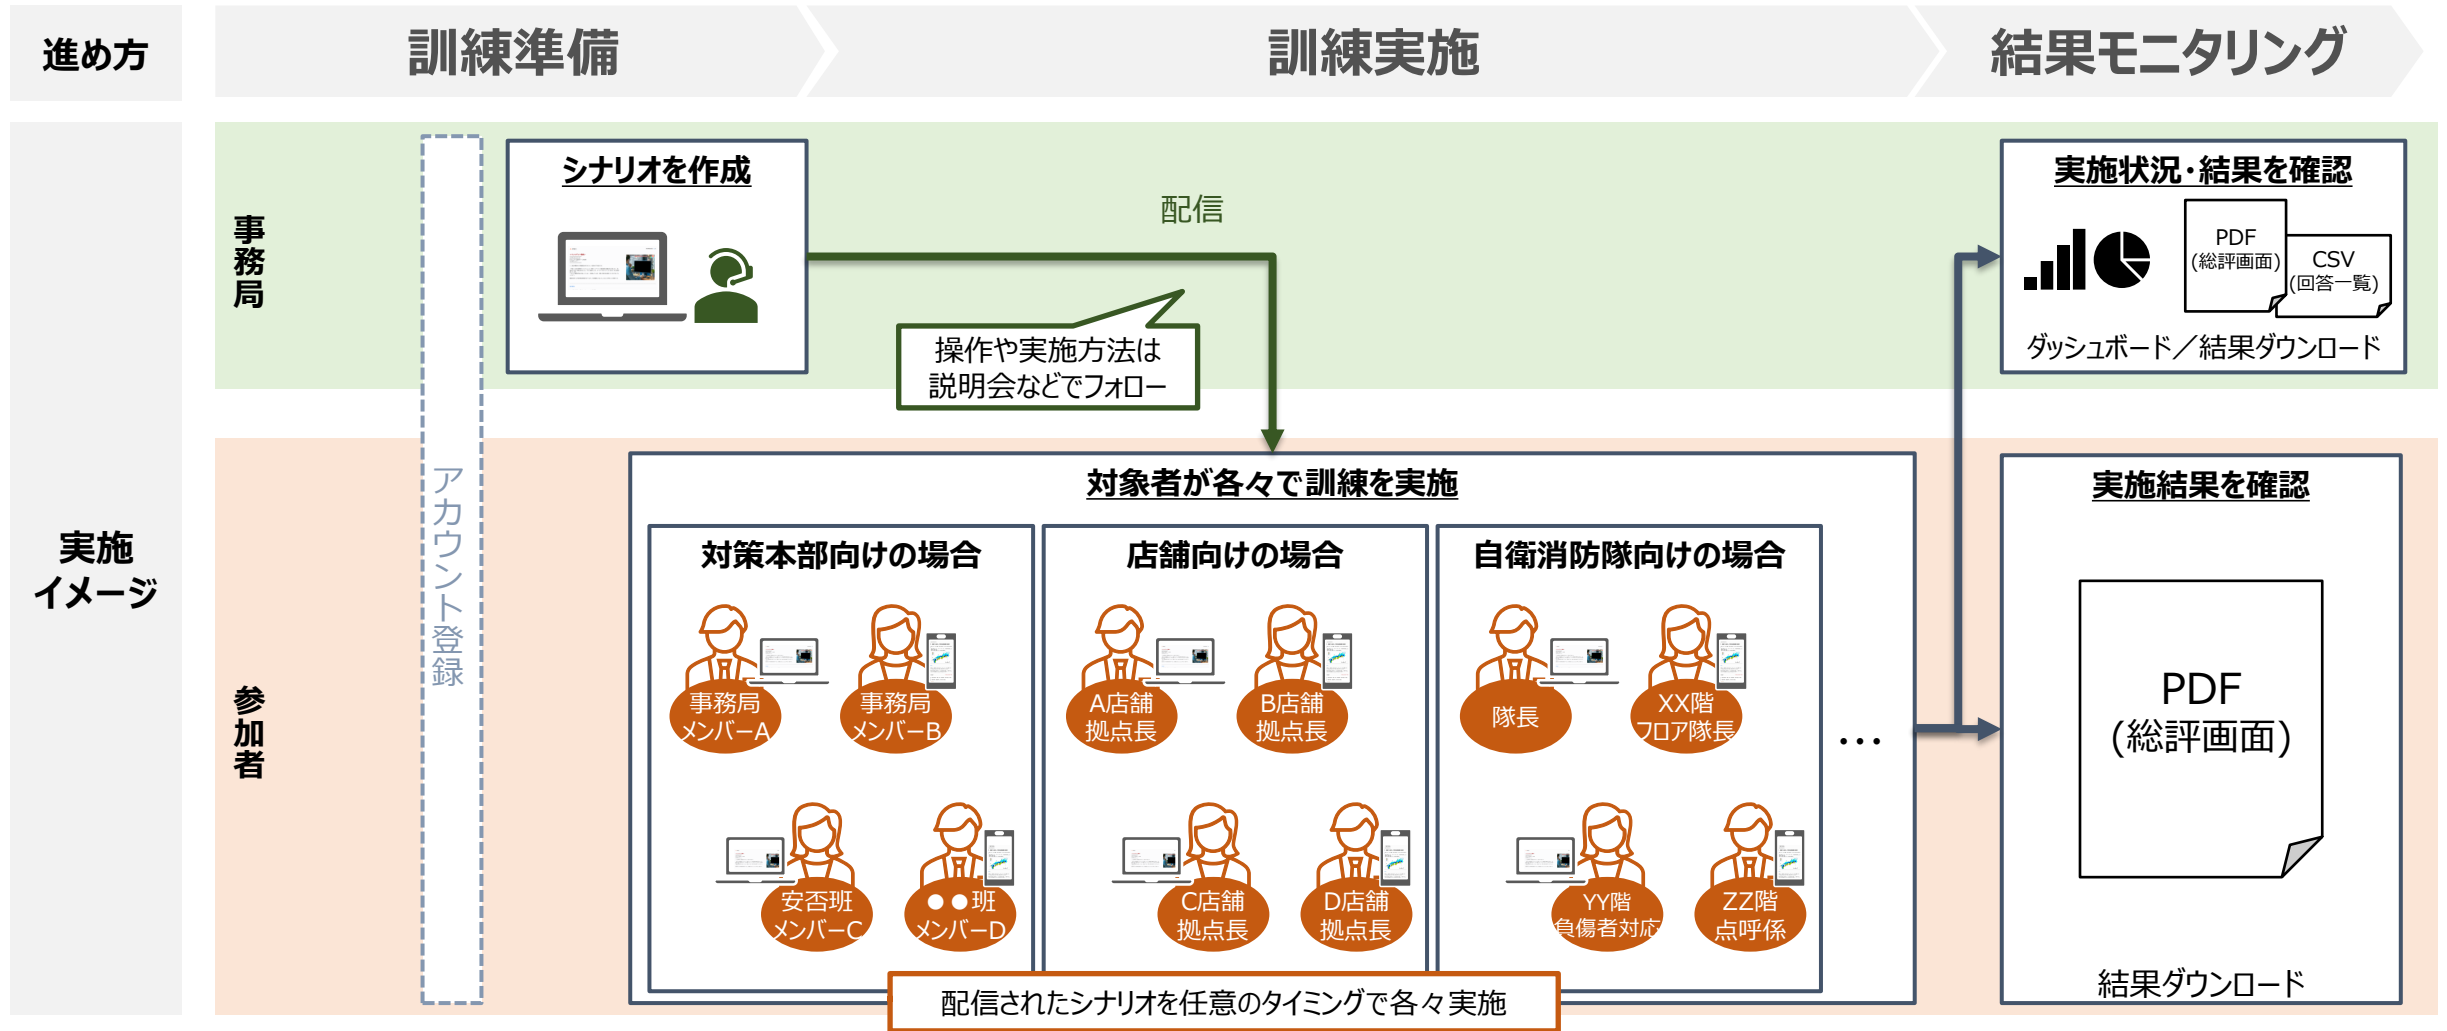 進め方
訓練準備
訓練実施
結果モニタリング
実施
イメージ
事務局
アカウント登録
シナリオを作成
配信
操作や実施方法は
説明会などでフォロー
実施状況・結果を確認
PDF
(総評画面)
CSV
(回答一覧)
ダッシュボード／結果ダウンロード
参加者
対象者が各々で訓練を実施
対策本部向けの場合
事務局
メンバーA
事務局
メンバーB
安否班
メンバーC
●●班
メンバーD
店舗向けの場合
A店舗
拠点長
B店舗
拠点長
C店舗
拠点長
D店舗
拠点長
自衛消防隊向けの場合
隊長
XX階
フロア隊長
YY階
負傷者対応
ZZ階
点呼係
…
配信されたシナリオを任意のタイミングで各々実施
実施結果を確認
PDF
(総評画面)
結果ダウンロード